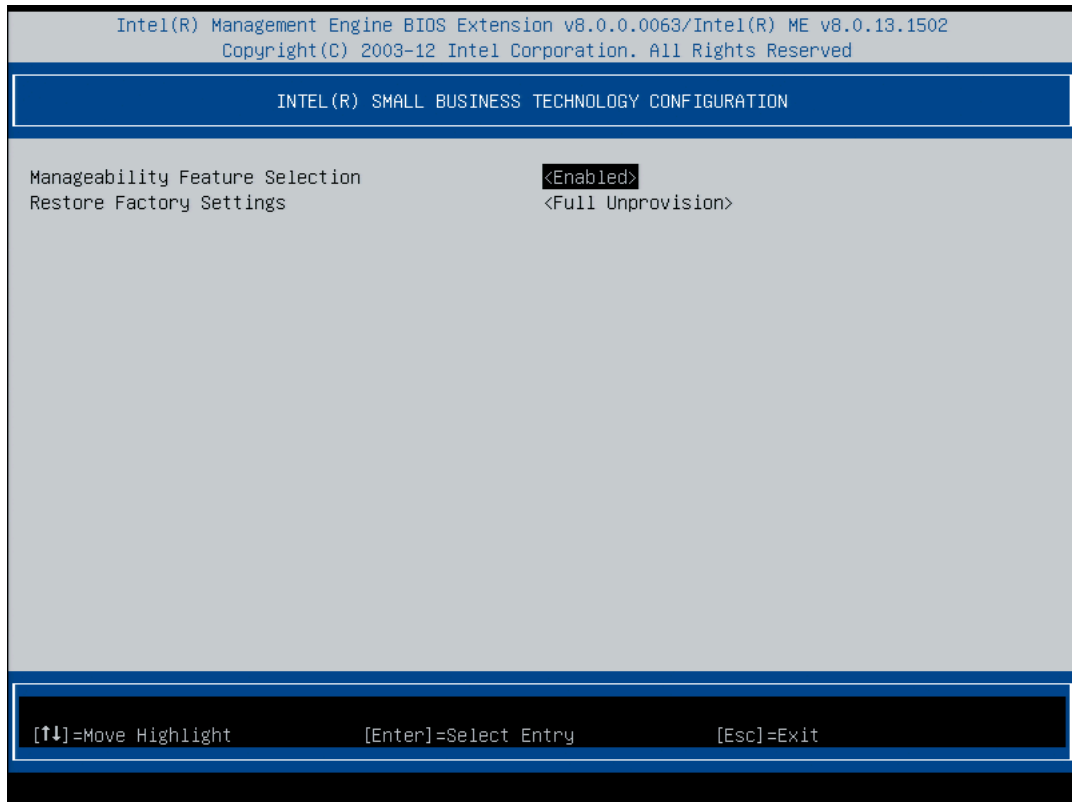 Intel(R) Management Engine BIOS Extension v8.0.0.0063/Intel(R) ME v8.0.13.1502
Copyright(C) 2003-12 Intel Corporation. All Rights Reserved
INTEL(R) SMALL BUSINESS TECHNOLOGY CONFIGURATION
Manageability Feature Selection <Enabled>
Restore Factory Settings <Full Unprovision>
[↑↓]=Move Highlight [Enter]=Select Entry [Esc]=Exit